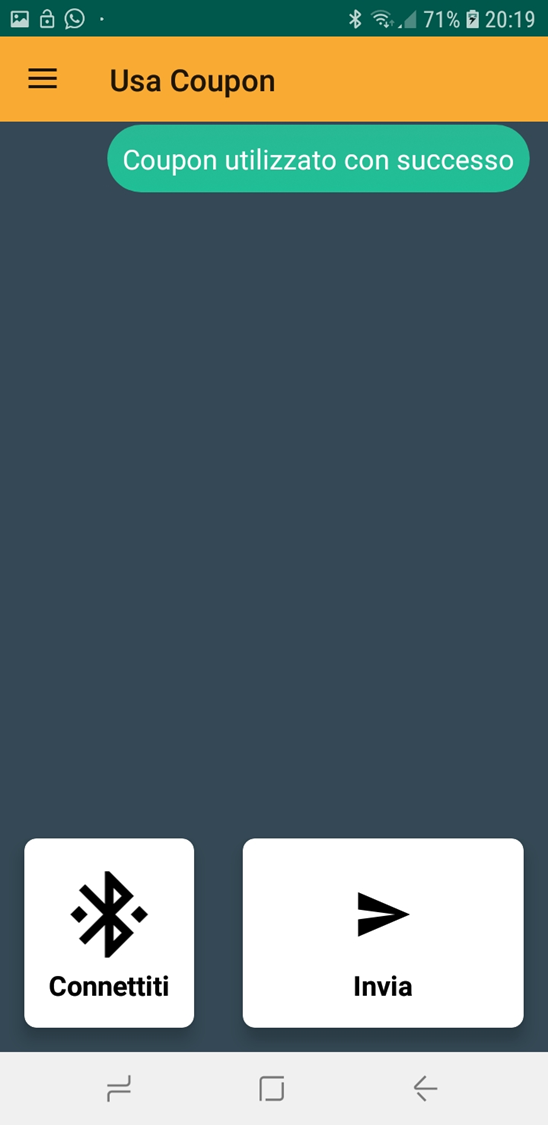 71% 20:19
Usa Coupon
Coupon utilizzato con successo
Connettiti
Invia